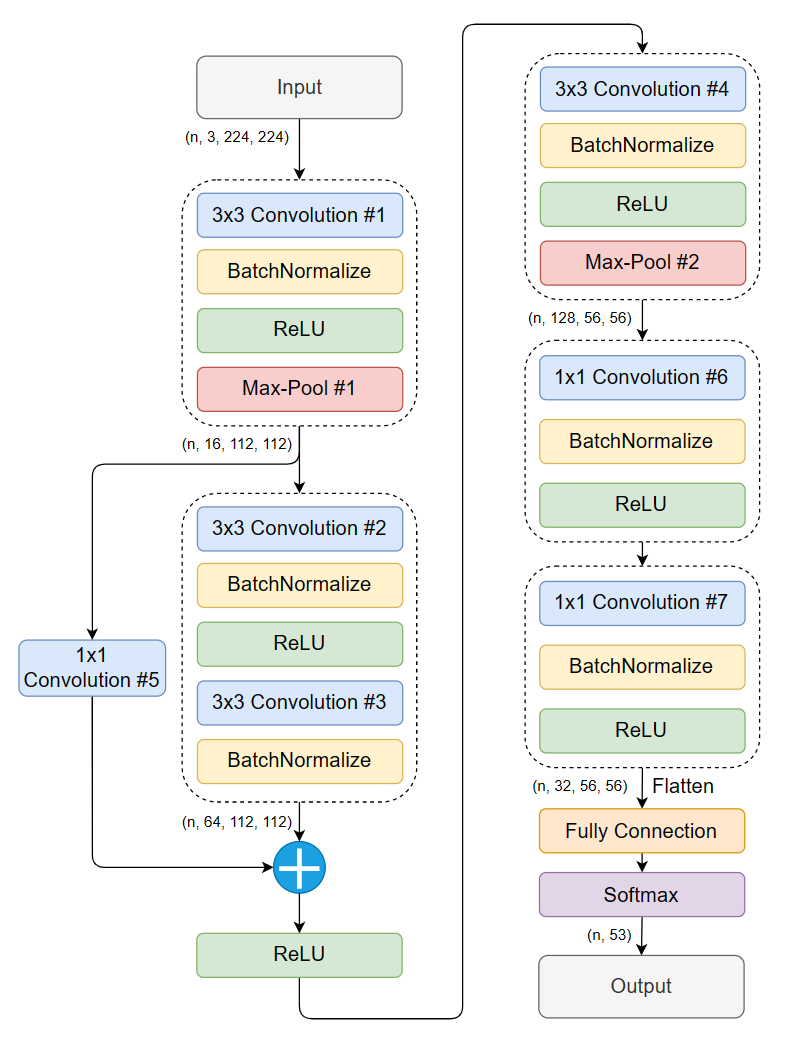 Input
(n, 3, 224, 224)
3x3 Convolution #1
BatchNormalize
ReLU
Max-Pool #1
(n, 16, 112, 112)
3x3 Convolution #2
BatchNormalize
ReLU
3x3 Convolution #3
BatchNormalize
1x1
Convolution #5
(n, 64, 112, 112)
ReLU
3x3 Convolution #4
BatchNormalize
ReLU
Max-Pool #2
(n, 128, 56, 56)
1x1 Convolution #6
BatchNormalize
ReLU
1x1 Convolution #7
BatchNormalize
ReLU
(n, 32, 56, 56) Flatten
Fully Connection
Softmax
(n, 53)
Output